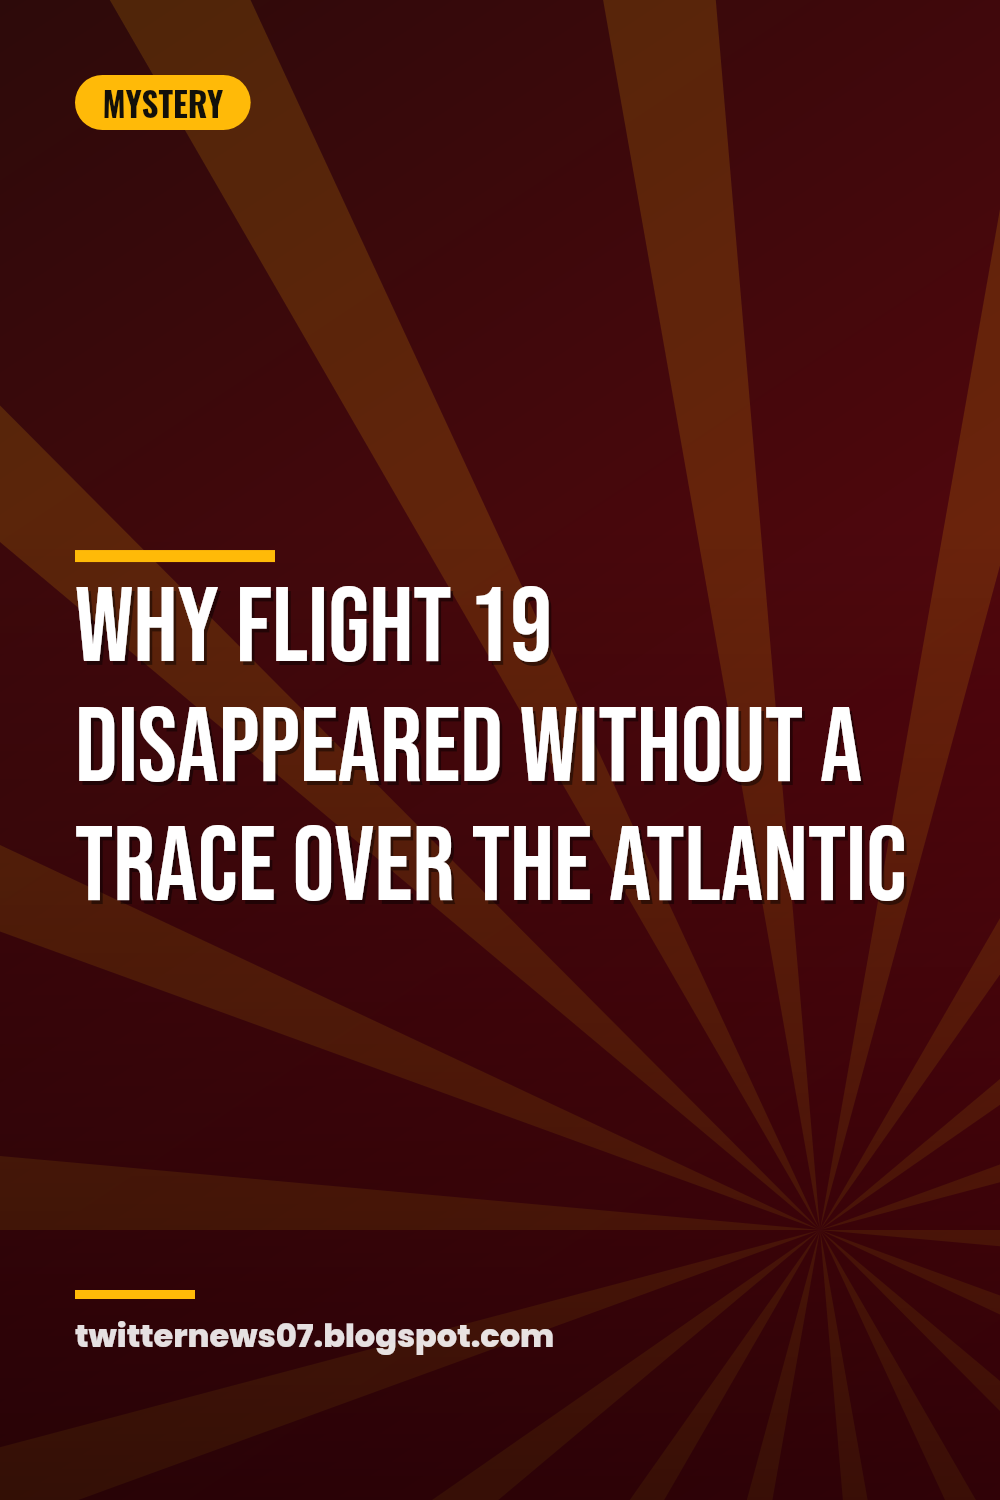 MYSTERY
WHY FLIGHT 19
DISAPPEARED WITHOUT A
TRACE OVER THE ATLANTIC
twitternews07.blogspot.com